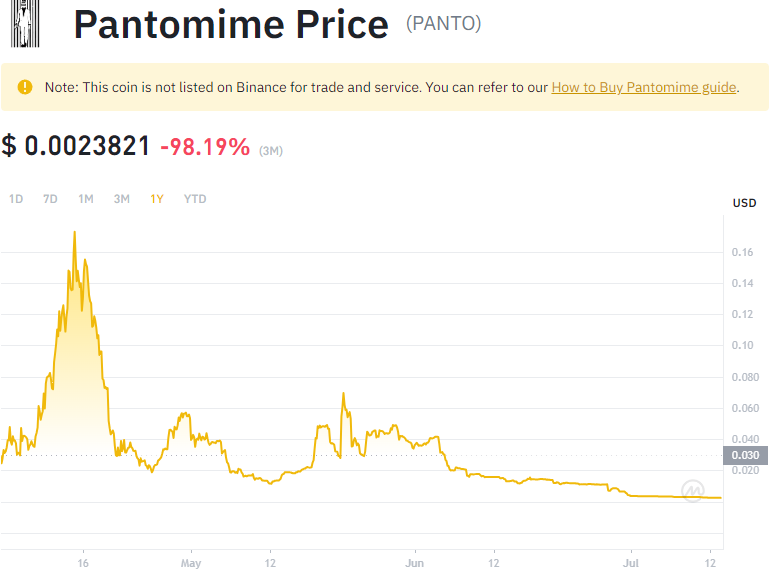 Pantomime Price (PANTO)
Note: This coin is not listed on Binance for trade and service. You can refer to our How to Buy Pantomime guide.
$ 0.0023821 -98.19% (3M)
1D 7D 1M 3M 1Y YTD
USD
0.16
0.14
0.12
0.10
0.080
0.060
0.040
0.030
0.020
16 May 12 Jun 12 Jul 12